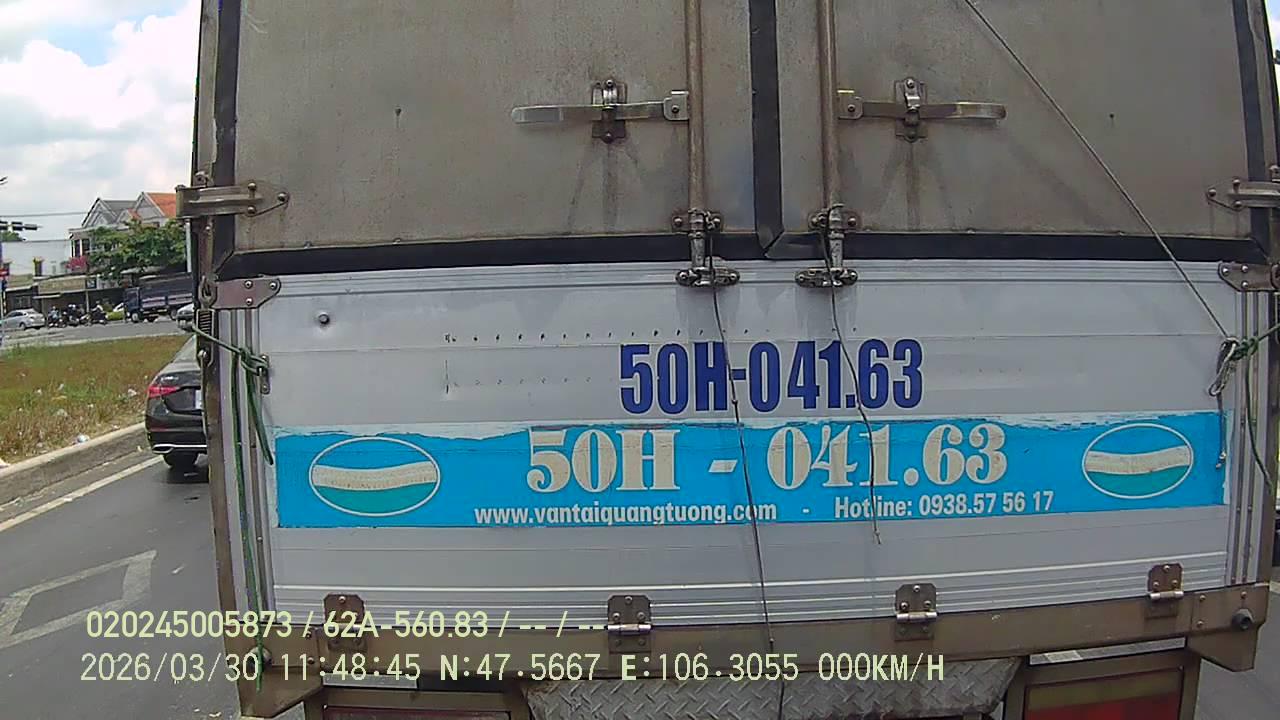 50H-041.63
50H - 041.63
www.vantaiquangtuong.com - Hotline: 0938.57 56 17
020245005873 / 62A-560.83 / -- / --
2026/03/30 11:48:45 N:47.5667 E:106.3055 000KM/H